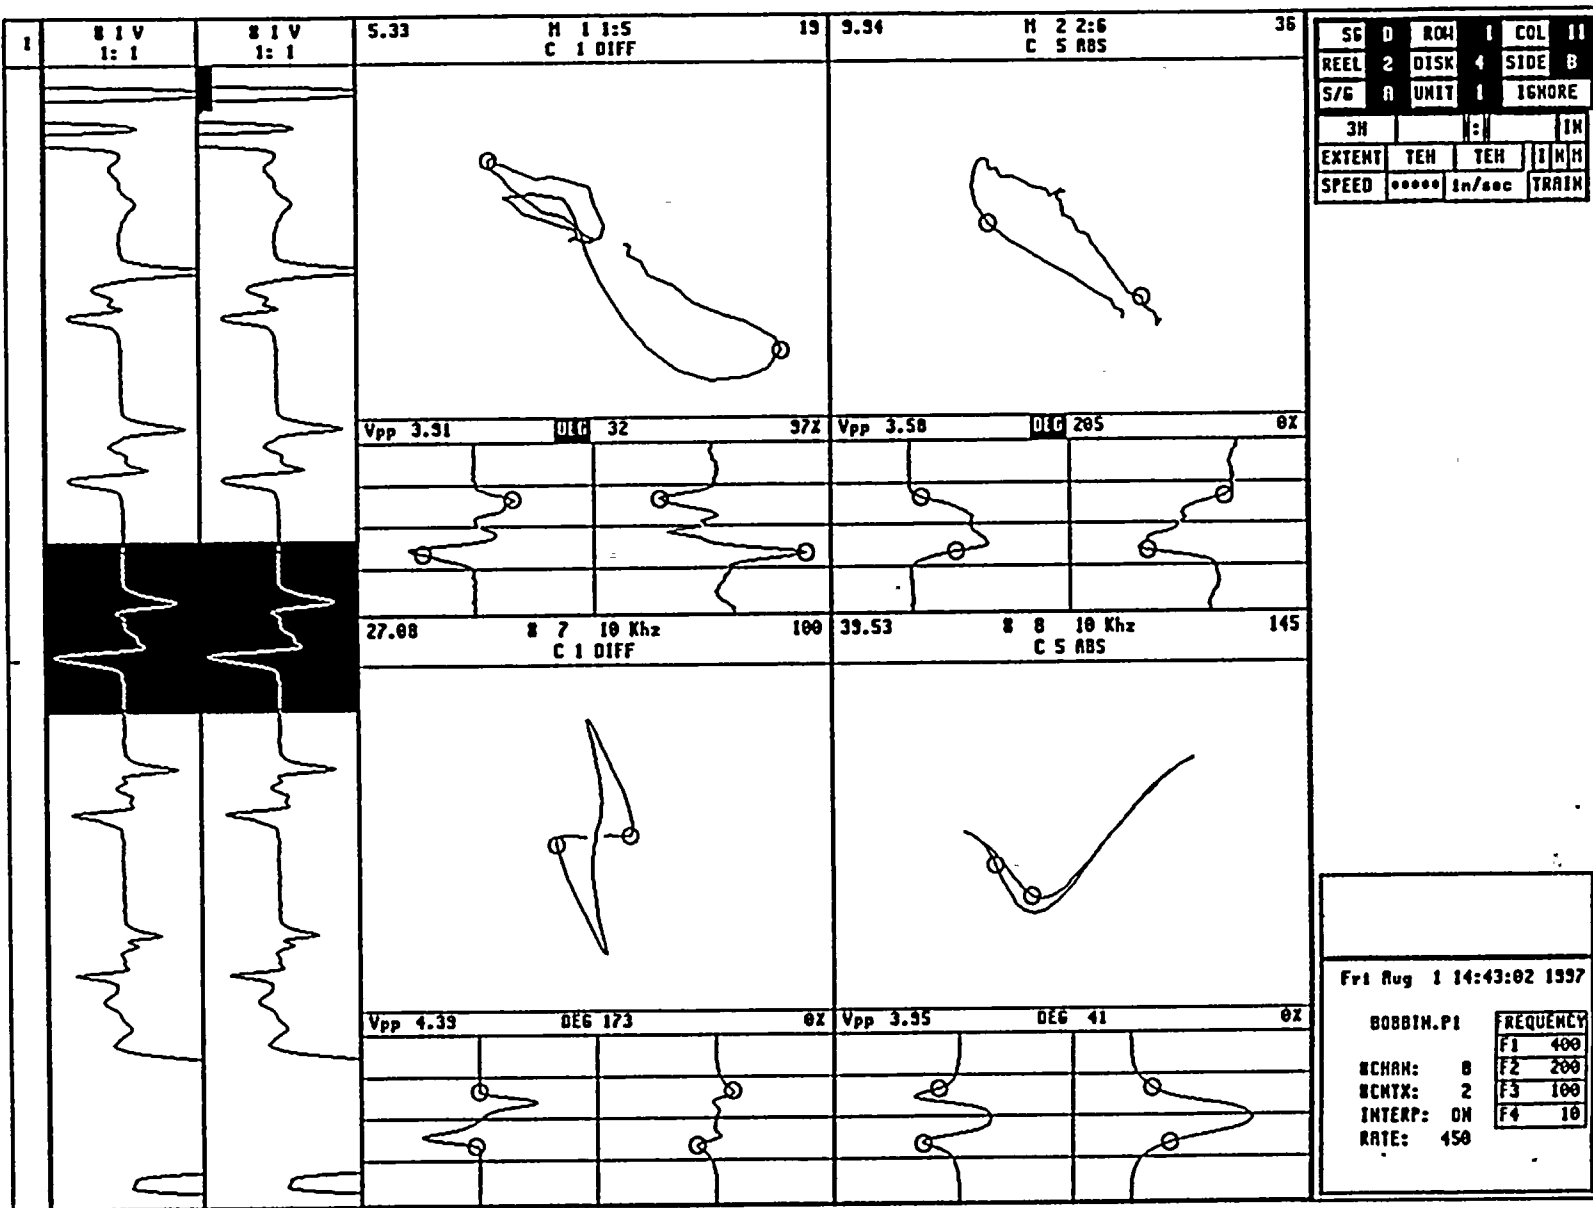 1
8 1 V
1: 1
8 1 V
1: 1
5.33 M 1 1:5 19
C 1 DIFF
9.94 M 2 2:6 36
C 5 ABS
SG D ROW 1 COL 11
REEL 2 DISK 4 SIDE B
S/G A UNIT 1 IGNORE
3H : IN
EXTENT TEH TEH
SPEED ***** in/sec TRAIN
Vpp 3.91 DEG 32 97%
Vpp 3.58 DEG 205 0%
27.08 8 7 10 Khz 100
C 1 DIFF
39.53 8 8 10 Khz 145
C 5 ABS
Vpp 4.39 DEG 173 0%
Vpp 3.95 DEG 41 0%
Fri Aug 1 14:43:02 1997
BOBBIN.P1
FREQUENCY
F1 400
F2 200
F3 100
F4 10
#CHAN: 8
#CNTX: 2
INTERP: ON
RATE: 450